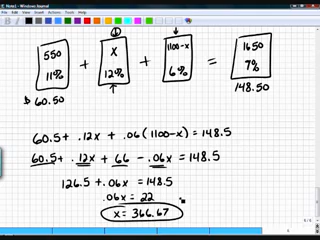 Note1 - Windows Journal
550 x 1100-x 1650
11% + 12% + 6% = 7%
$ 60.50 148.50
60.5 + .12x + .06(1100-x) = 148.5
60.5 + .12x + 66 - .06x = 148.5
126.5 + .06x = 148.5
.06x = 22
x = 366.67